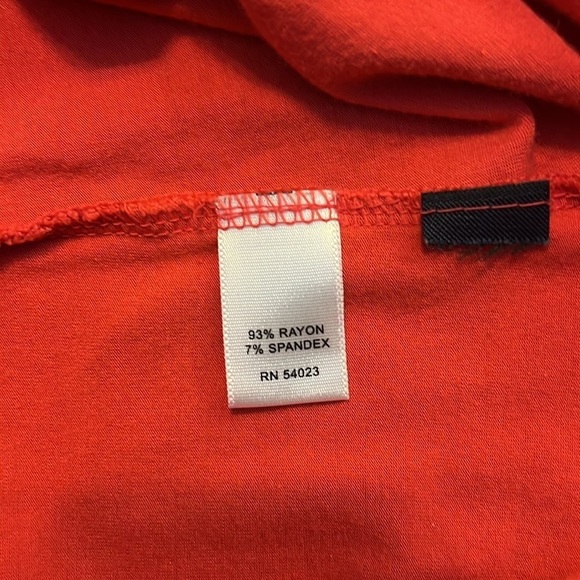 93% RAYON
7% SPANDEX
RN 54023